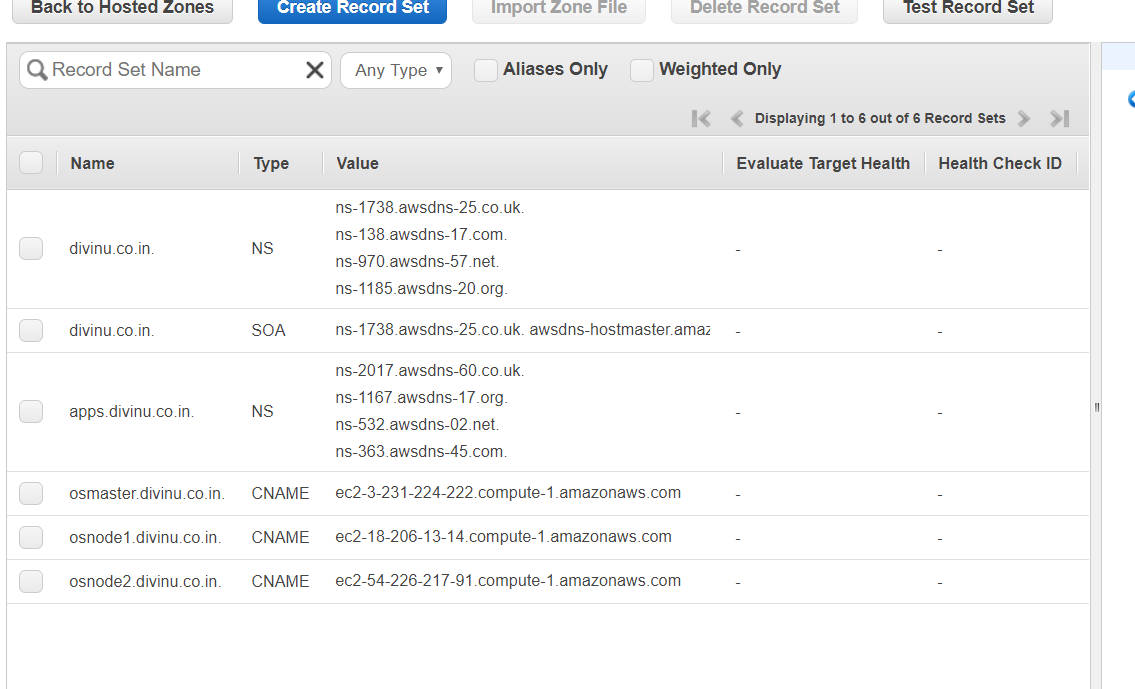 Back to Hosted Zones Create Record Set Import Zone File Delete Record Set Test Record Set
Record Set Name Any Type Aliases Only Weighted Only
Displaying 1 to 6 out of 6 Record Sets
Name Type Value Evaluate Target Health Health Check ID
ns-1738.awsdns-25.co.uk.
ns-138.awsdns-17.com.
divinu.co.in. NS - -
ns-970.awsdns-57.net.
ns-1185.awsdns-20.org.
divinu.co.in. SOA ns-1738.awsdns-25.co.uk. awsdns-hostmaster.amaz - -
ns-2017.awsdns-60.co.uk.
ns-1167.awsdns-17.org.
apps.divinu.co.in. NS - -
ns-532.awsdns-02.net.
ns-363.awsdns-45.com.
osmaster.divinu.co.in. CNAME ec2-3-231-224-222.compute-1.amazonaws.com - -
osnode1.divinu.co.in. CNAME ec2-18-206-13-14.compute-1.amazonaws.com - -
osnode2.divinu.co.in. CNAME ec2-54-226-217-91.compute-1.amazonaws.com - -